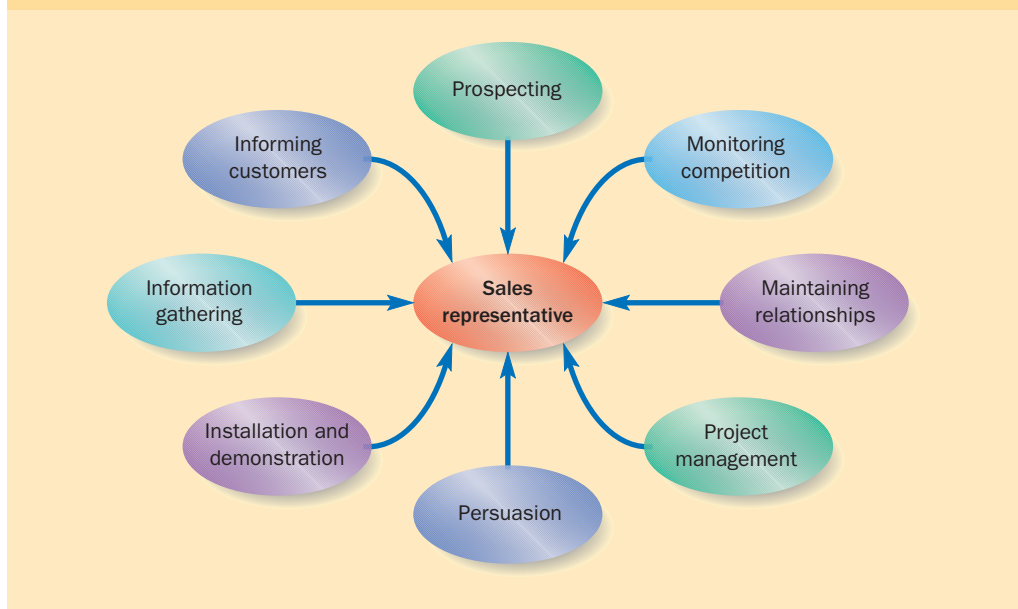 Prospecting
Informing
customers
Monitoring
competition
Information
gathering
Sales
representative
Maintaining
relationships
Installation and
demonstration
Project
management
Persuasion